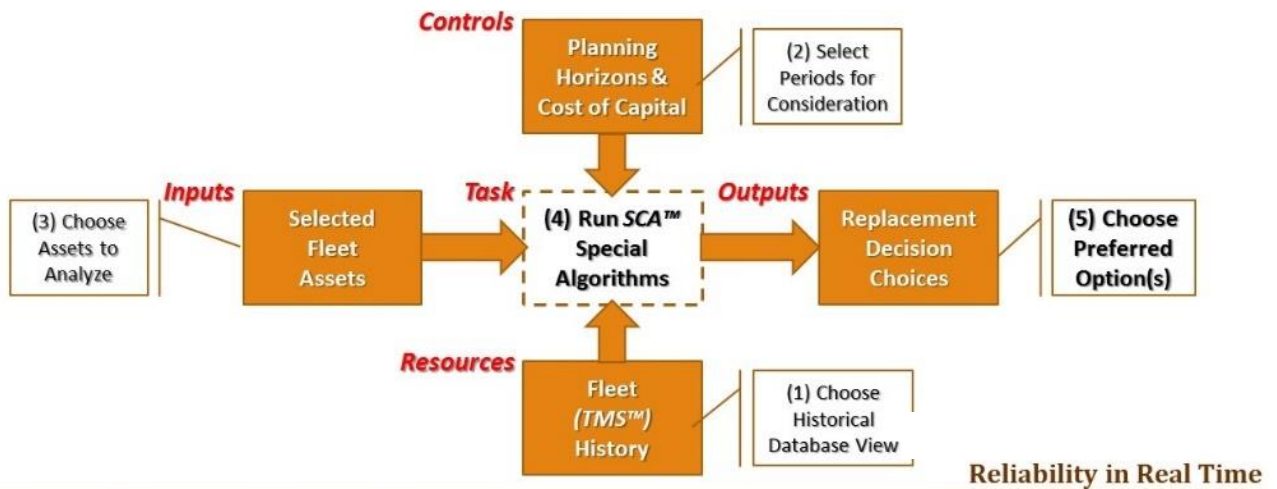 Controls
Planning
Horizons &
Cost of Capital
(2) Select
Periods for
Consideration
Inputs
(3) Choose
Assets to
Analyze
Selected
Fleet
Assets
Task
(4) Run SCA™
Special
Algorithms
Outputs
Replacement
Decision
Choices
(5) Choose
Preferred
Option(s)
Resources
Fleet
(TMS™)
History
(1) Choose
Historical
Database View
Reliability in Real Time